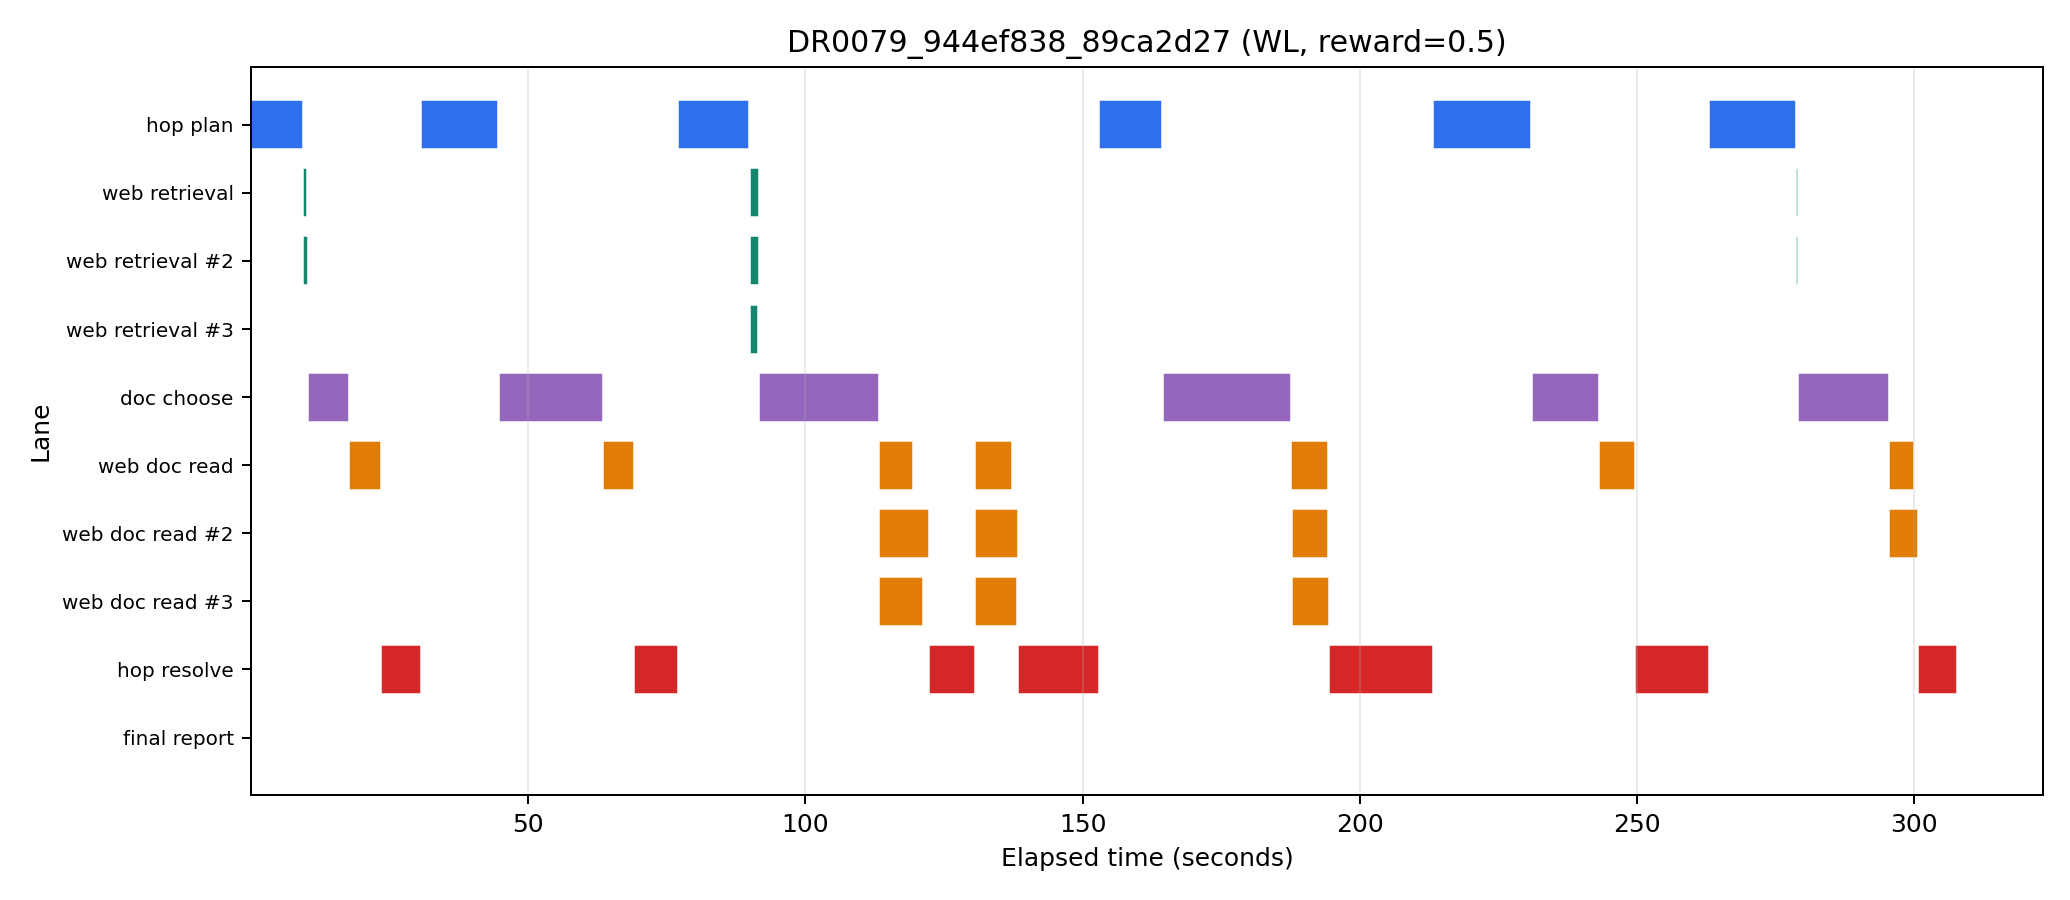 DR0079_944ef838_89ca2d27 (WL, reward=0.5)
Lane
hop plan
web retrieval
web retrieval #2
web retrieval #3
doc choose
web doc read
web doc read #2
web doc read #3
hop resolve
final report
50 100 150 200 250 300
Elapsed time (seconds)